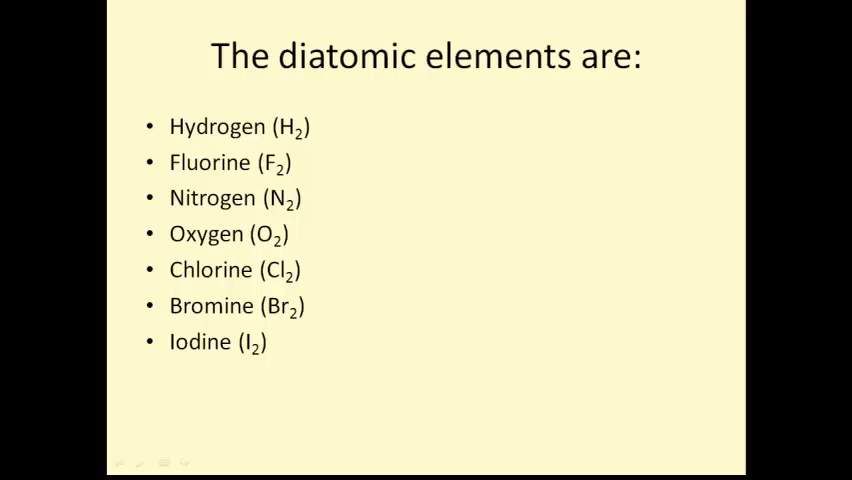 The diatomic elements are:
• Hydrogen (H₂)
• Fluorine (F₂)
• Nitrogen (N₂)
• Oxygen (O₂)
• Chlorine (Cl₂)
• Bromine (Br₂)
• Iodine (I₂)